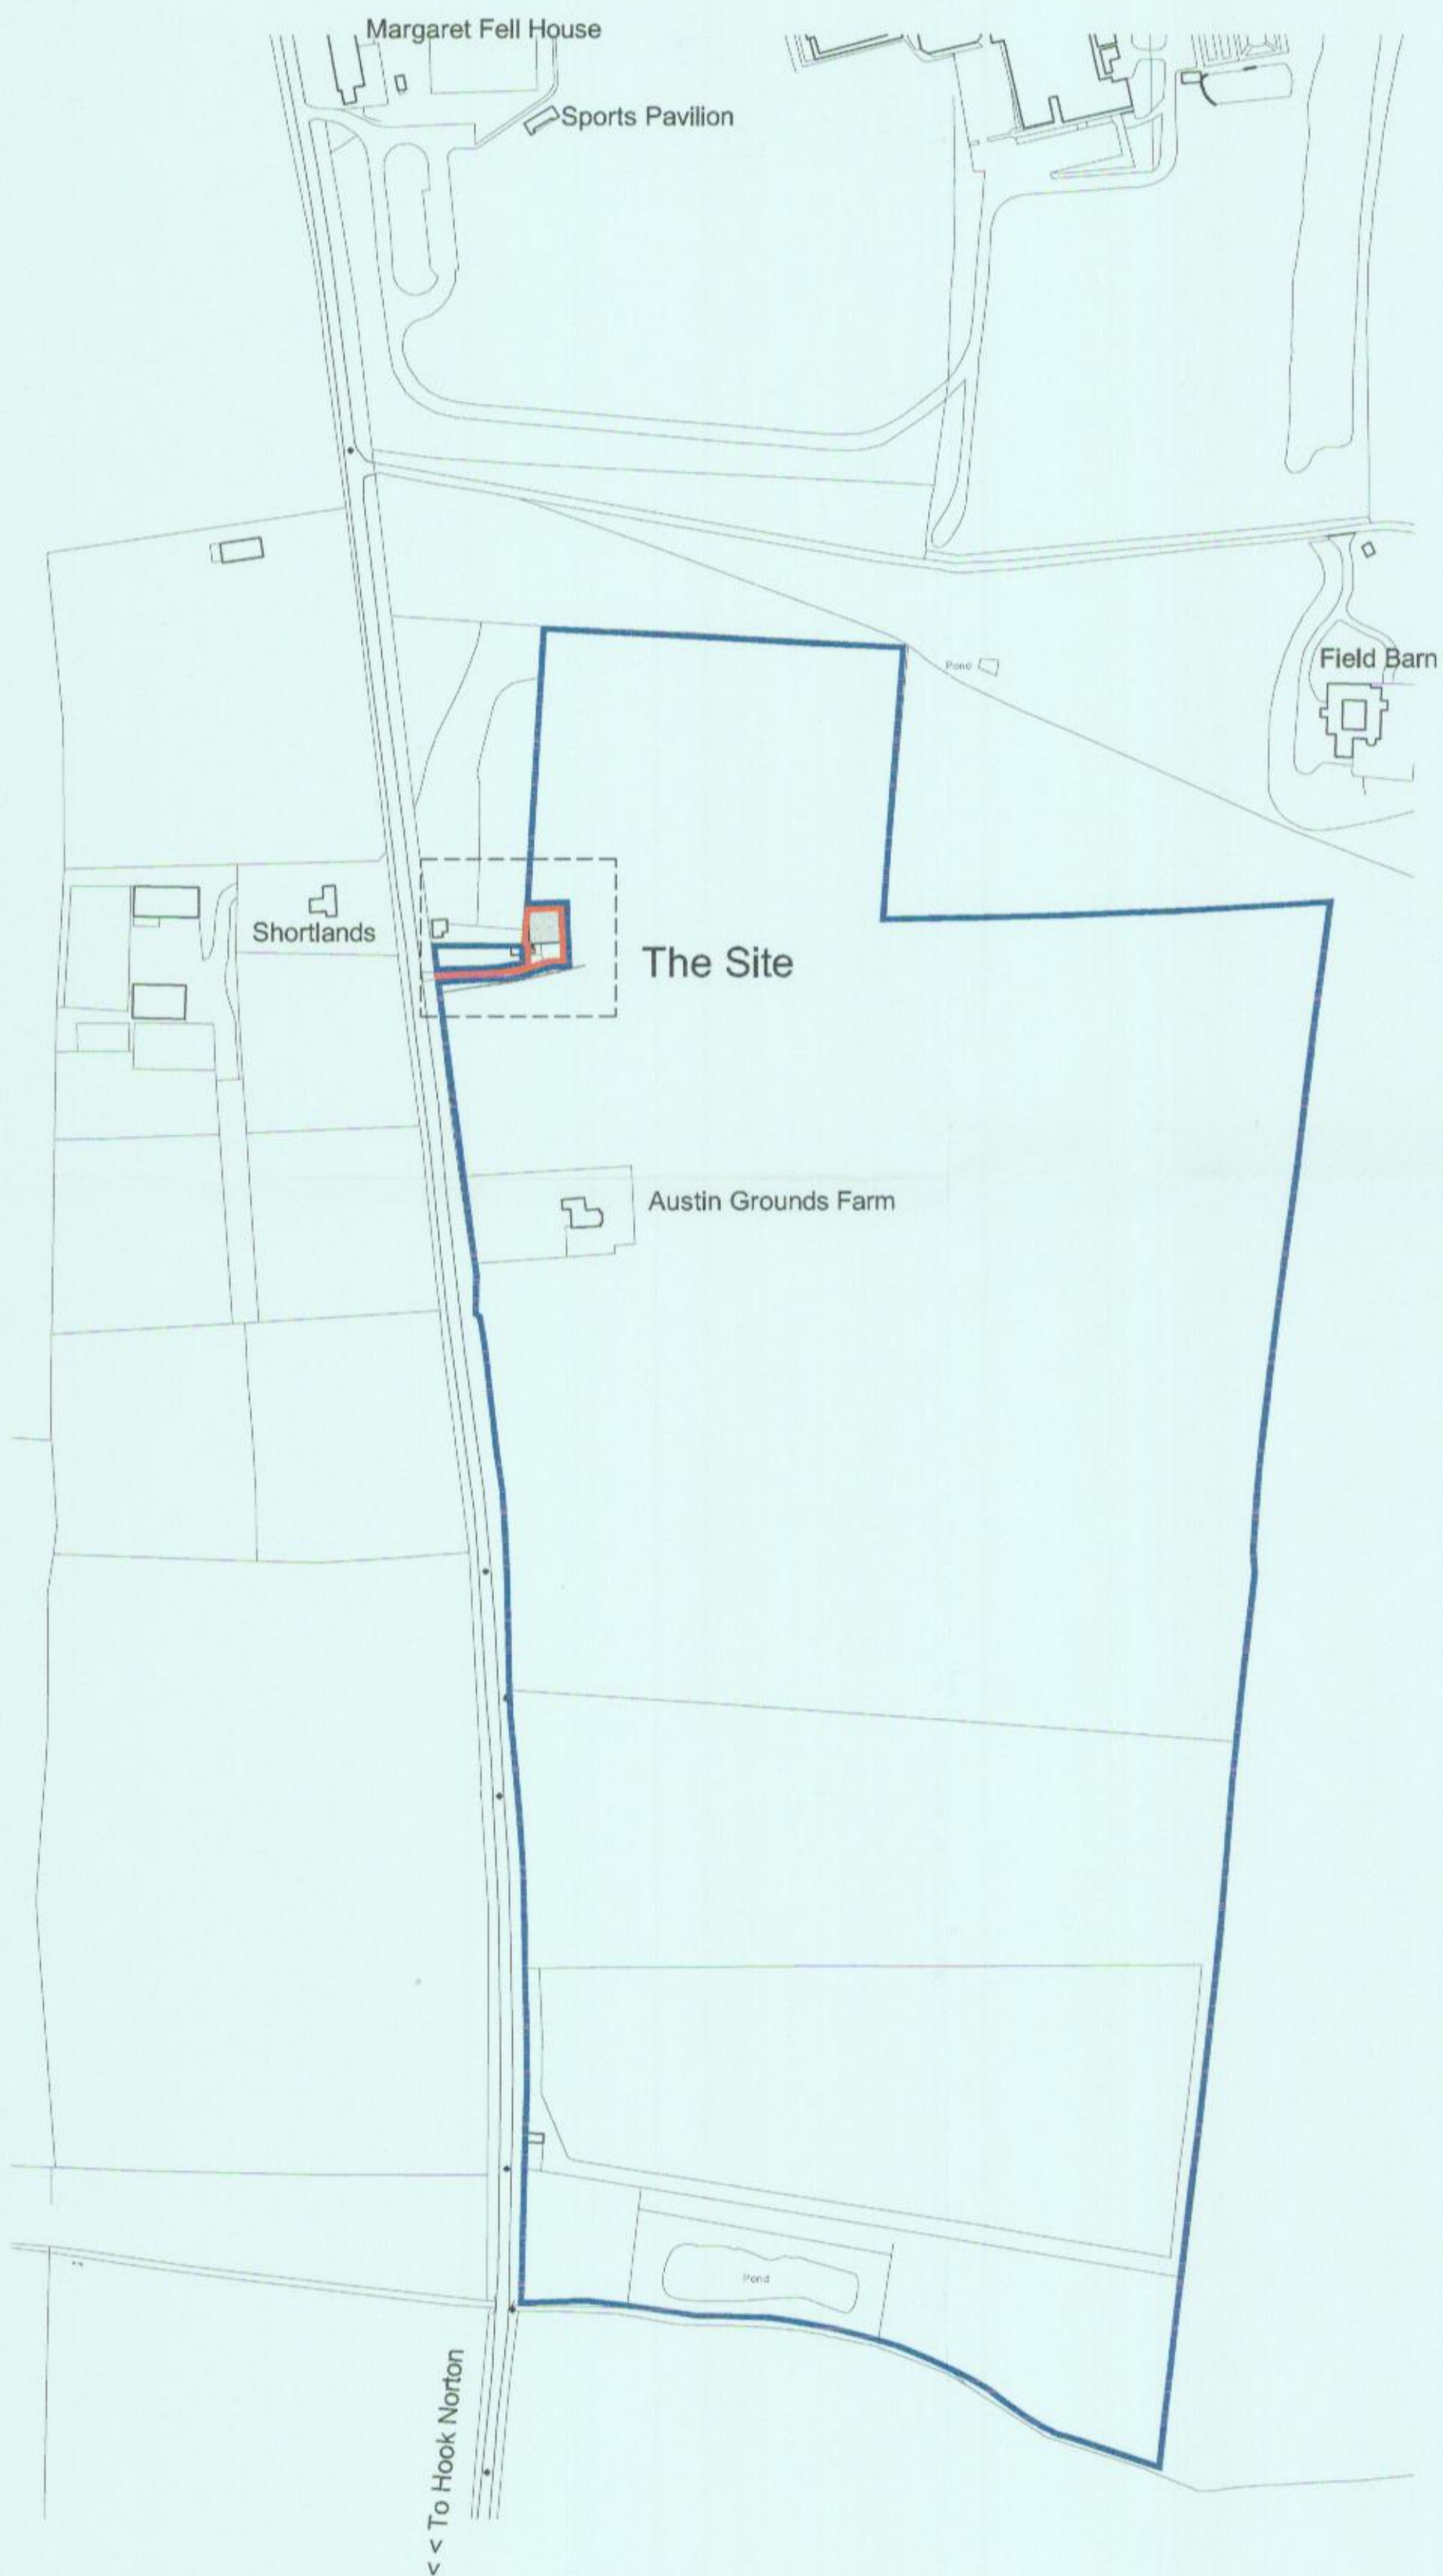 Margaret Fell House
Sports Pavilion
Pond
Field Barn
Shortlands
The Site
Austin Grounds Farm
Pond
< < To Hook Norton